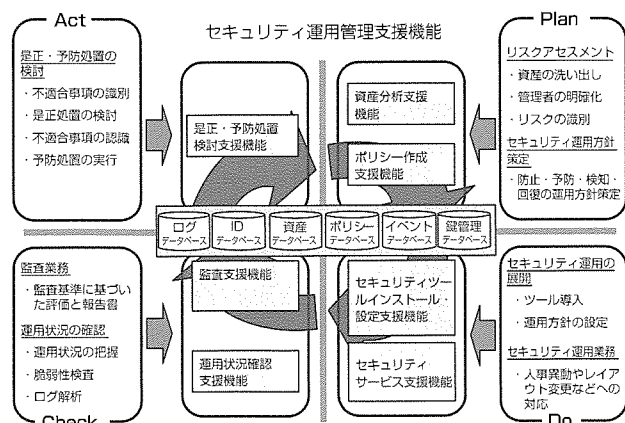 セキュリティ運用管理支援機能
Act
是正・予防処置の
検討
・不適合事項の識別
・是正処置の検討
・不適合事項の認識
・予防処置の実行
是正・予防処置
検討支援機能
資産分析支援
機能
ポリシー作成
支援機能
Plan
リスクアセスメント
・資産の洗い出し
・管理者の明確化
・リスクの識別
セキュリティ運用方針
策定
・防止・予防・検知・
回復の運用方針策定
ログ
データベース
ID
データベース
資産
データベース
ポリシー
データベース
イベント
データベース
鍵管理
データベース
監査業務
・監査基準に基づい
た評価と報告書
運用状況の確認
・運用状況の把握
・脆弱性検査
・ログ解析
Check
監査支援機能
運用状況確認
支援機能
セキュリティツー
ルインストール・
設定支援機能
セキュリティ
サービス支援機能
セキュリティ運用の
展開
・ツール導入
・運用方針の設定
セキュリティ運用業務
・人事異動やレイア
ウト変更などへの
対応
Do